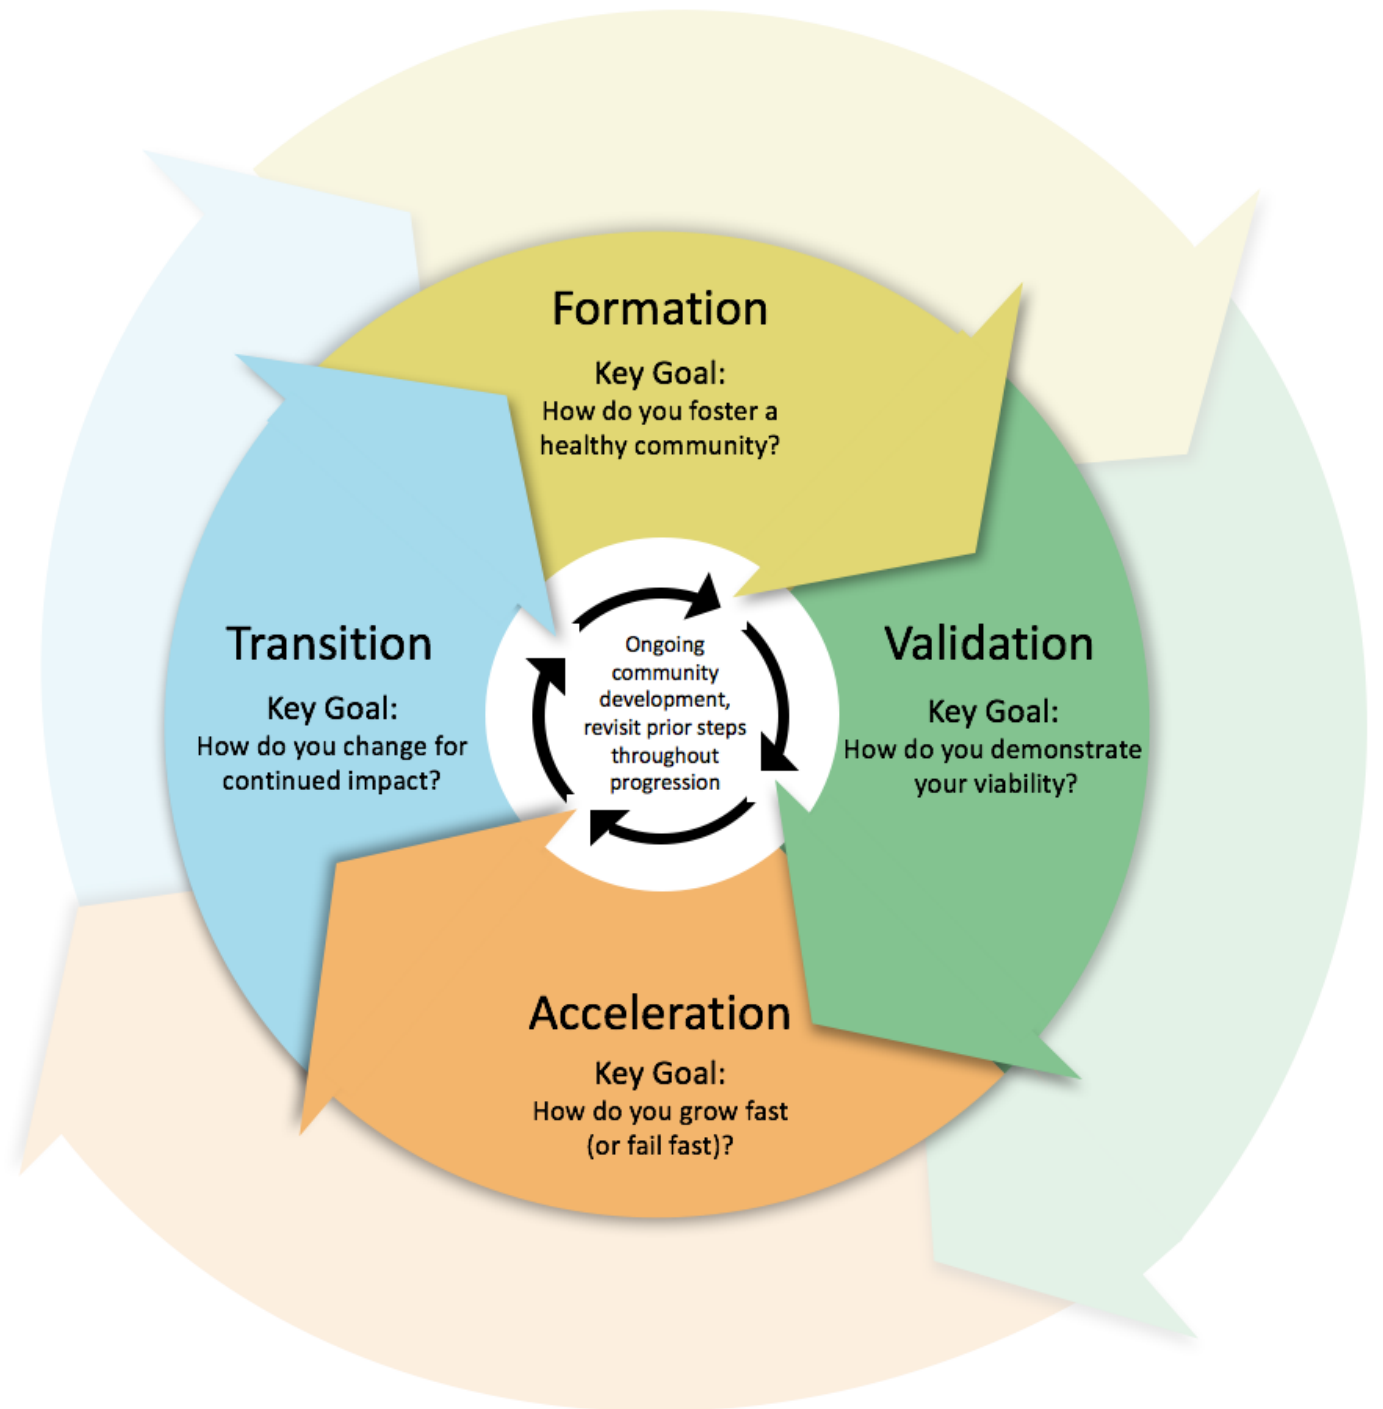 Formation
Key Goal:
How do you foster a
healthy community?
Transition
Key Goal:
How do you change for
continued impact?
Ongoing
community
development,
revisit prior steps
throughout
progression
Validation
Key Goal:
How do you demonstrate
your viability?
Acceleration
Key Goal:
How do you grow fast
(or fail fast)?